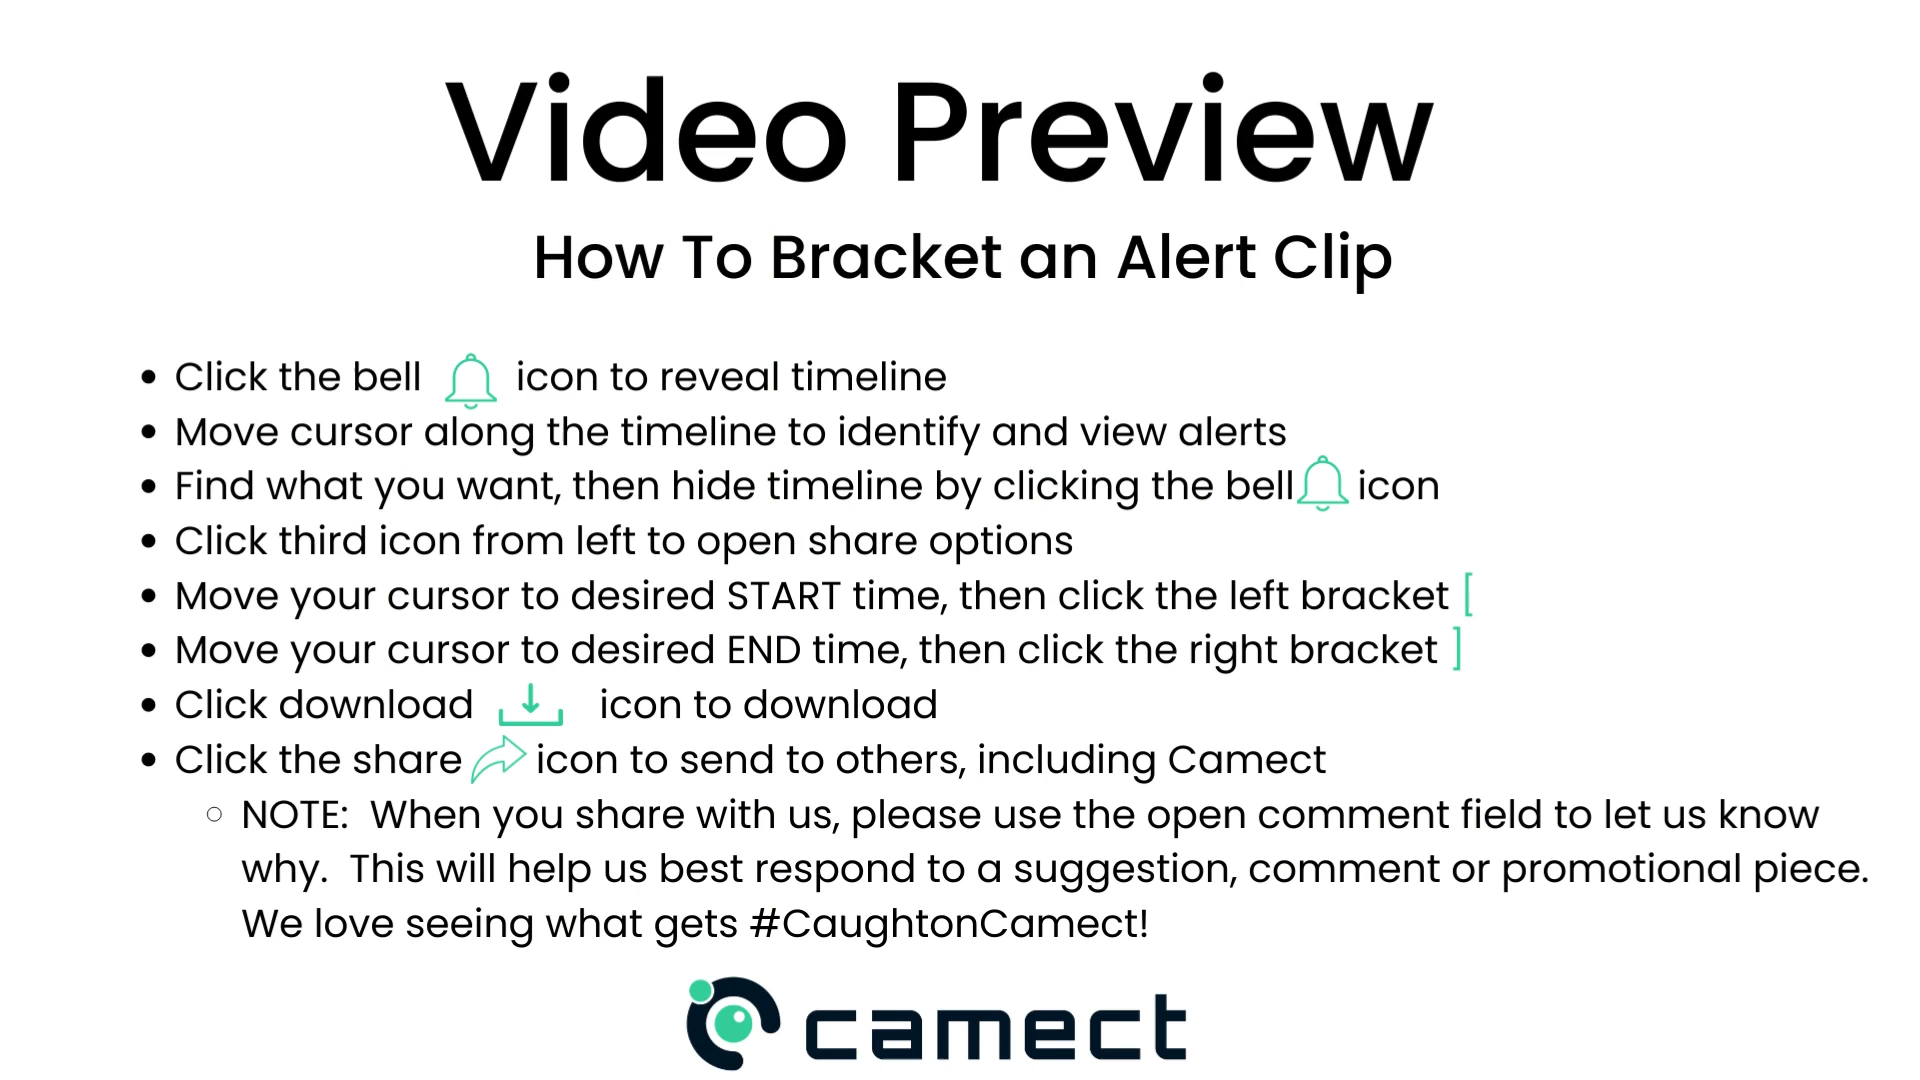 Video Preview
How To Bracket an Alert Clip
• Click the bell icon to reveal timeline
• Move cursor along the timeline to identify and view alerts
• Find what you want, then hide timeline by clicking the bell icon
• Click third icon from left to open share options
• Move your cursor to desired START time, then click the left bracket [
• Move your cursor to desired END time, then click the right bracket ]
• Click download icon to download
• Click the share icon to send to others, including Camect
○ NOTE:  When you share with us, please use the open comment field to let us know
why.  This will help us best respond to a suggestion, comment or promotional piece.
We love seeing what gets #CaughtonCamect!
camect